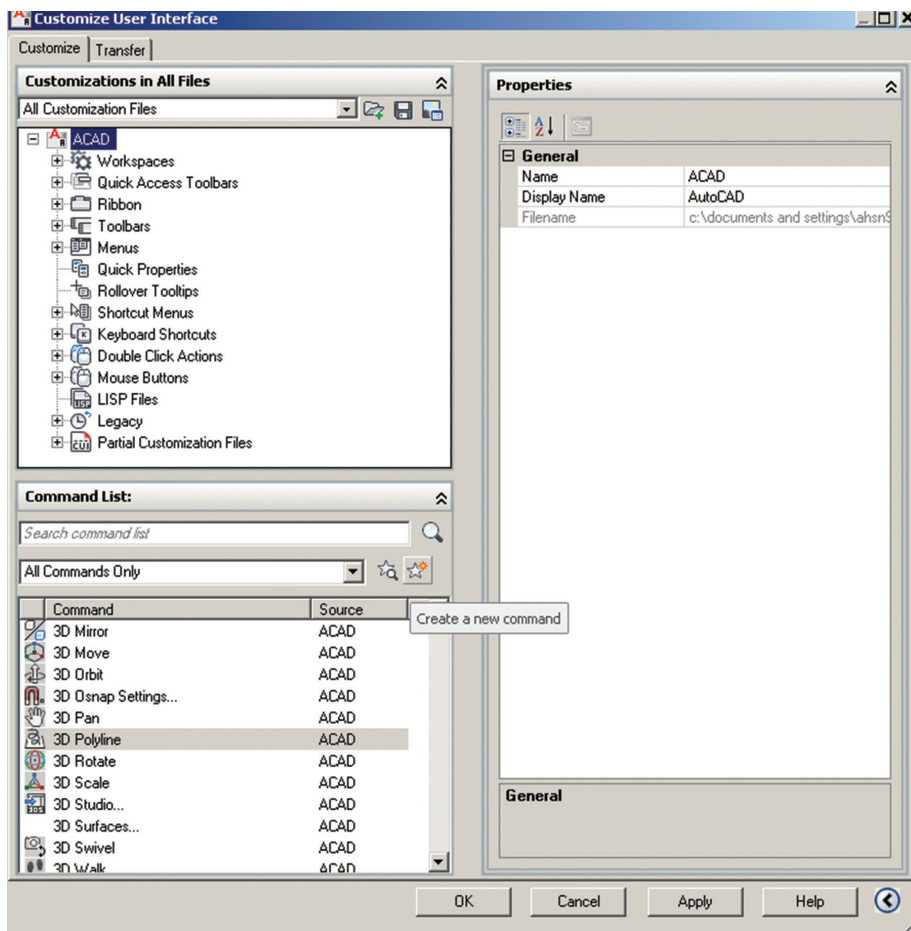 Customize User Interface
Customize Transfer
Customizations in All Files
All Customization Files
ACAD
Workspaces
Quick Access Toolbars
Ribbon
Toolbars
Menus
Quick Properties
Rollover Tooltips
Shortcut Menus
Keyboard Shortcuts
Double Click Actions
Mouse Buttons
LISP Files
Legacy
Partial Customization Files
Command List:
Search command list
All Commands Only
Command Source
Create a new command
3D Mirror ACAD
3D Move ACAD
3D Orbit ACAD
3D Osnap Settings... ACAD
3D Pan ACAD
3D Polyline ACAD
3D Rotate ACAD
3D Scale ACAD
3D Studio... ACAD
3D Surfaces... ACAD
3D Swivel ACAD
3D Walk ACAD
Properties
General
Name ACAD
Display Name AutoCAD
Filename c:\documents and settings\ahsn
General
OK Cancel Apply Help